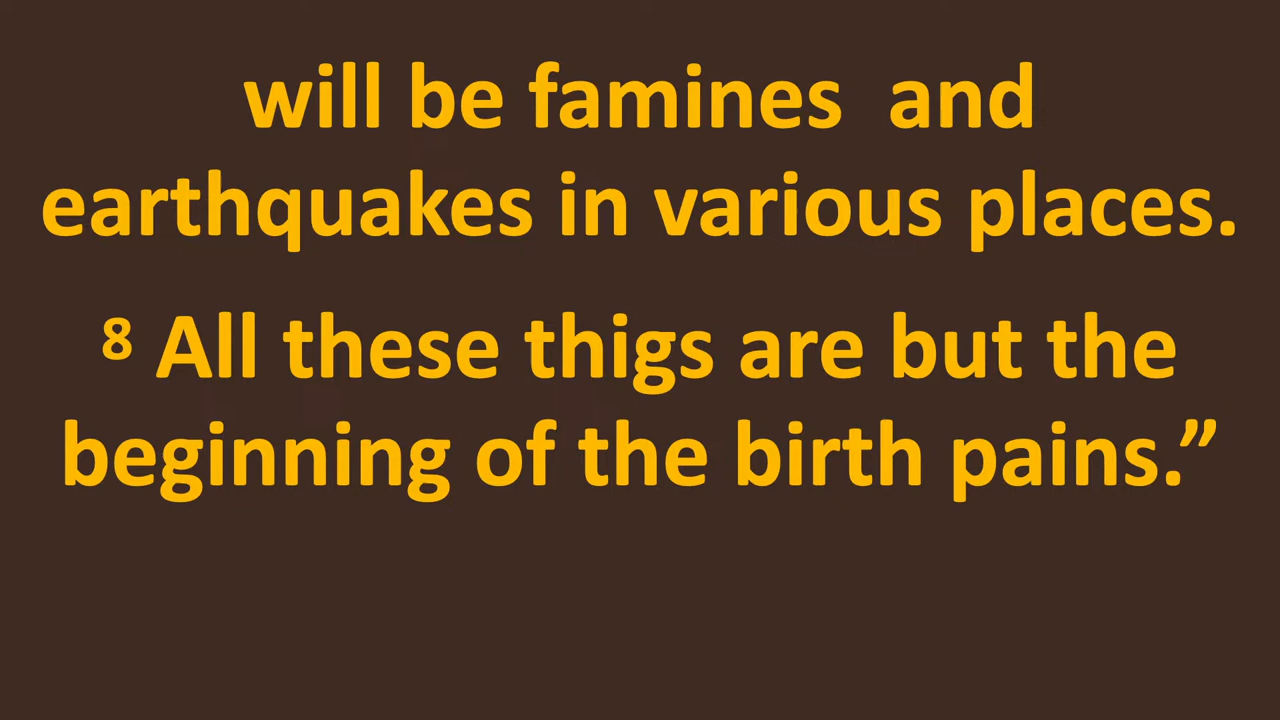 will be famines  and
earthquakes in various places.
⁸ All these thigs are but the
beginning of the birth pains.”